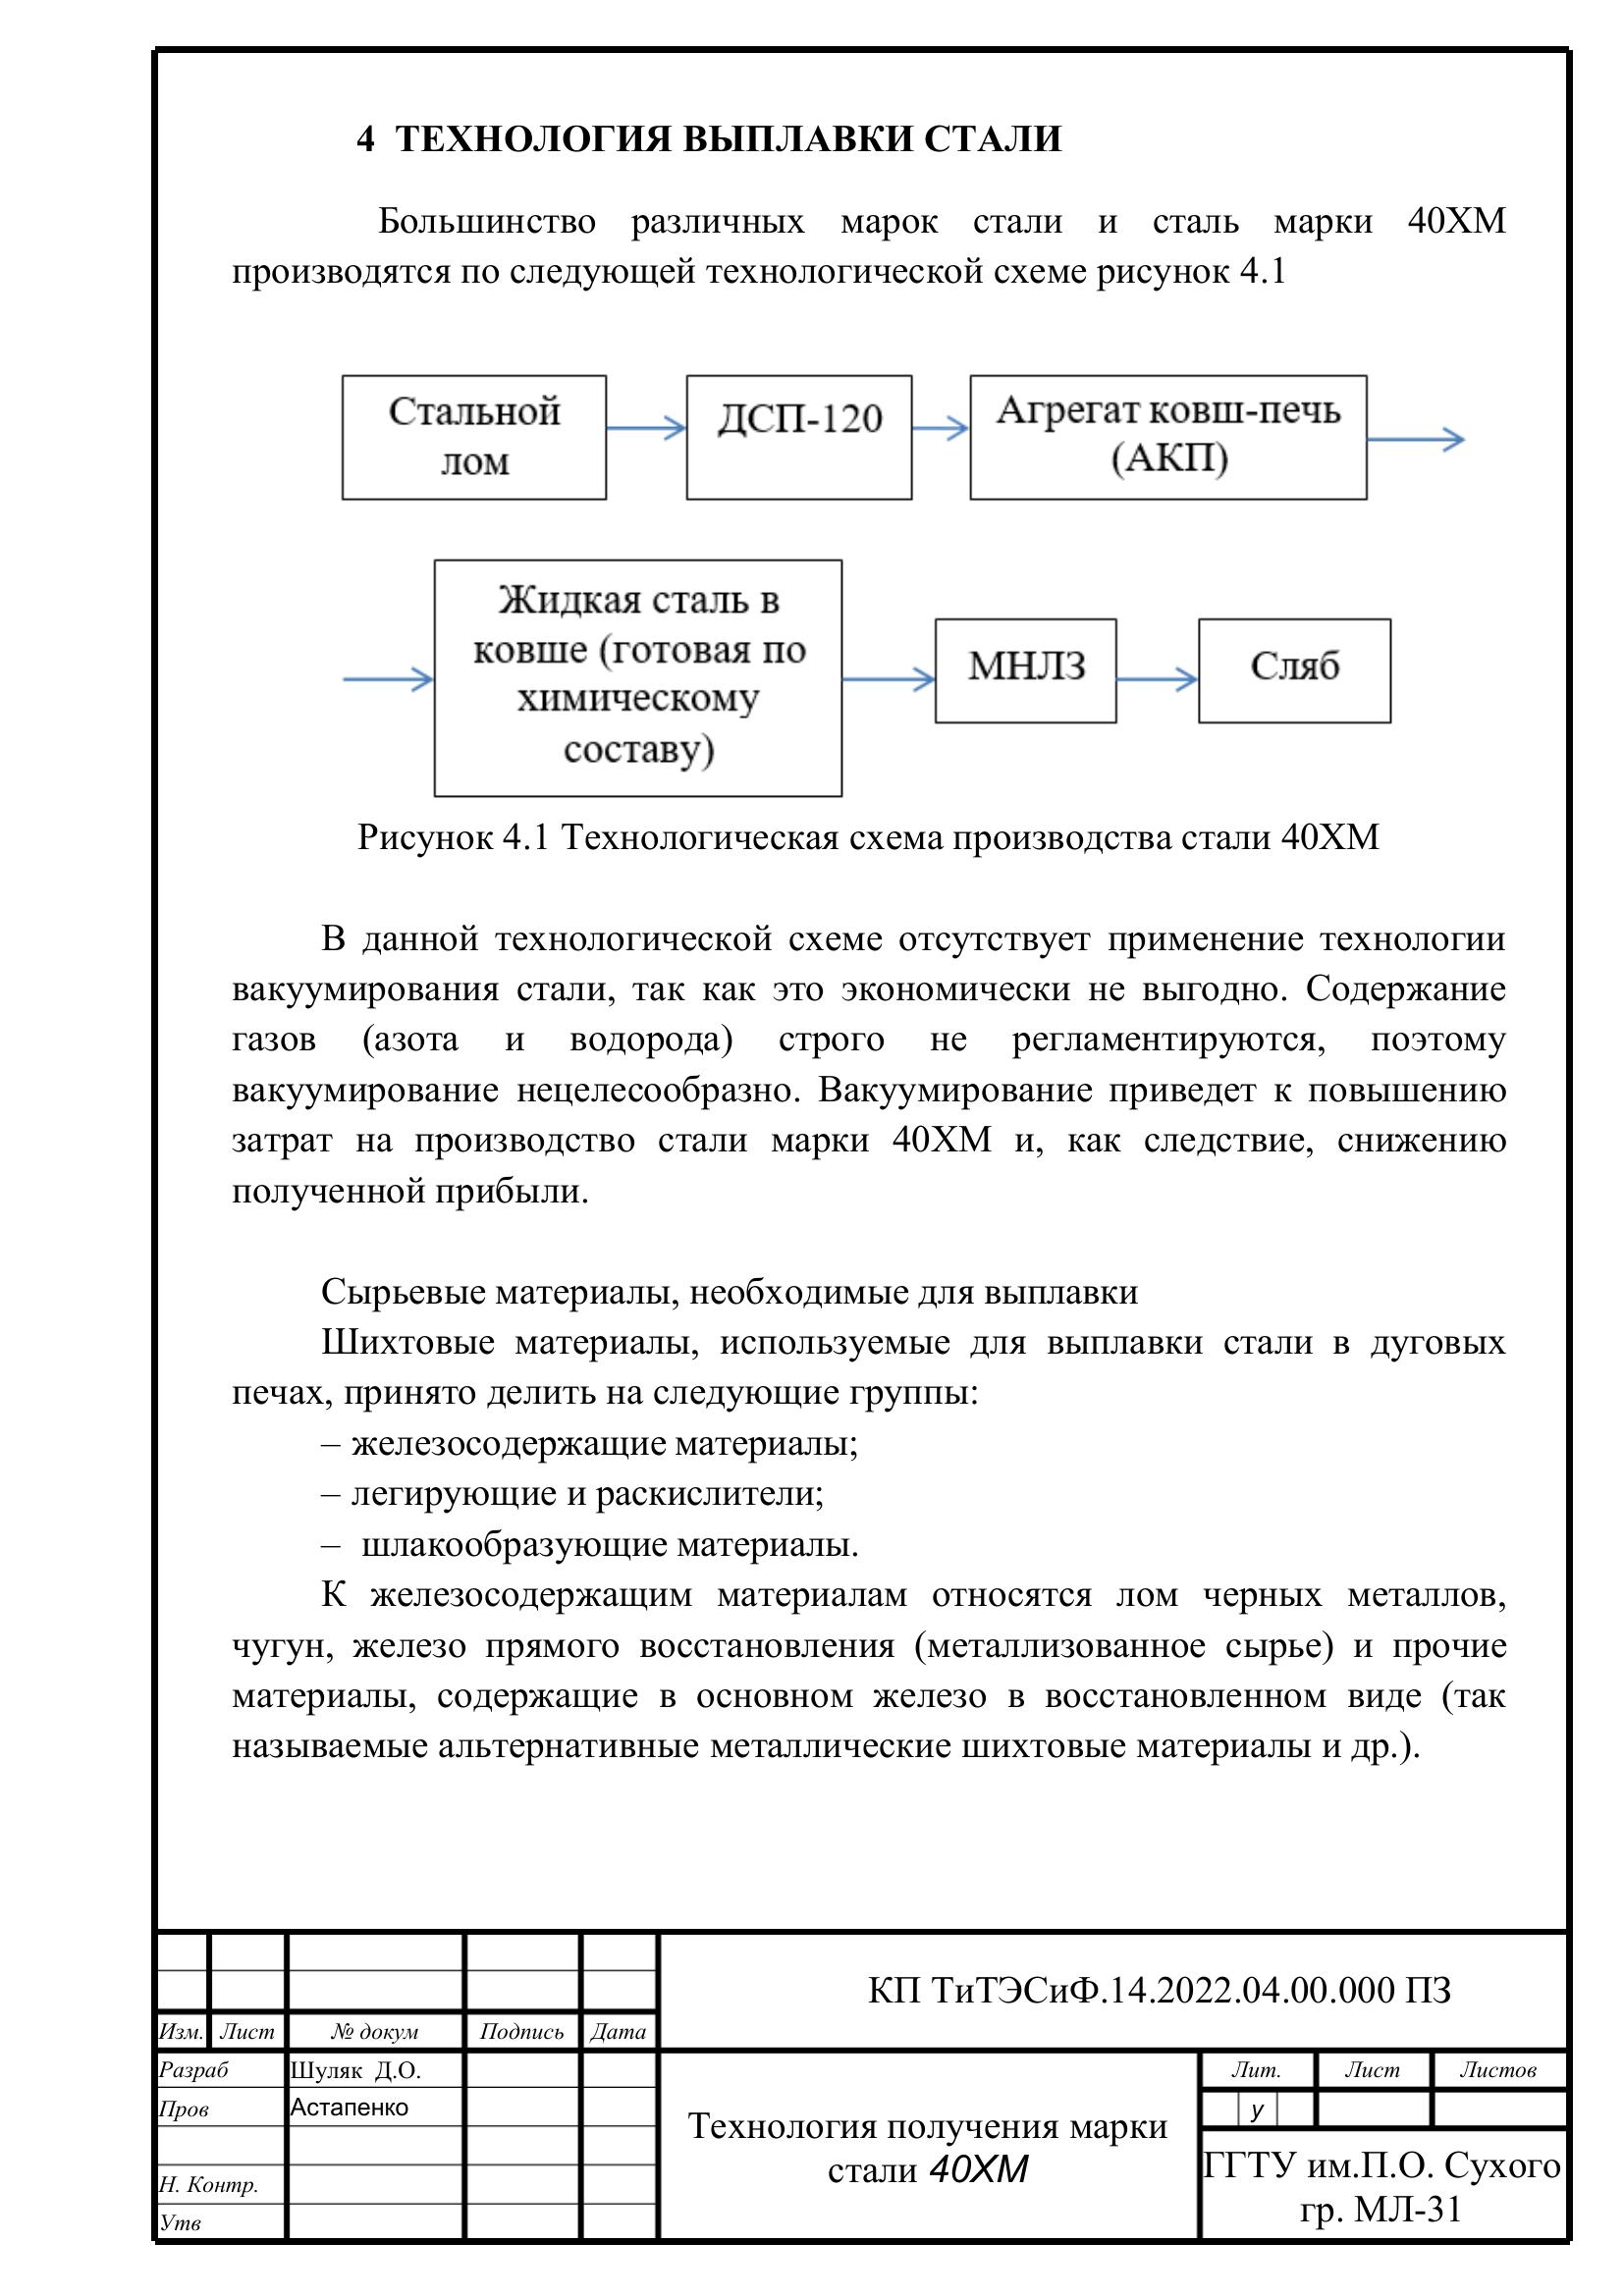 4 ТЕХНОЛОГИЯ ВЫПЛАВКИ СТАЛИ
Большинство различных марок стали и сталь марки 40ХМ
производятся по следующей технологической схеме рисунок 4.1
Стальной
лом
ДСП-120
Агрегат ковш-печь
(АКП)
Жидкая сталь в
ковше (готовая по
химическому
составу)
МНЛЗ
Сляб
Рисунок 4.1 Технологическая схема производства стали 40ХМ
В данной технологической схеме отсутствует применение технологии
вакуумирования стали, так как это экономически не выгодно. Содержание
газов (азота и водорода) строго не регламентируются, поэтому
вакуумирование нецелесообразно. Вакуумирование приведет к повышению
затрат на производство стали марки 40ХМ и, как следствие, снижению
полученной прибыли.
Сырьевые материалы, необходимые для выплавки
Шихтовые материалы, используемые для выплавки стали в дуговых
печах, принято делить на следующие группы:
– железосодержащие материалы;
– легирующие и раскислители;
– шлакообразующие материалы.
К железосодержащим материалам относятся лом черных металлов,
чугун, железо прямого восстановления (металлизованное сырье) и прочие
материалы, содержащие в основном железо в восстановленном виде (так
называемые альтернативные металлические шихтовые материалы и др.).
КП ТиТЭСиФ.14.2022.04.00.000 ПЗ
Изм. Лист № докум Подпись Дата
Разраб Шуляк Д.О.
Пров Астапенко
Н. Контр.
Утв
Технология получения марки
стали 40ХМ
Лит. Лист Листов
у
ГГТУ им.П.О. Сухого
гр. МЛ-31